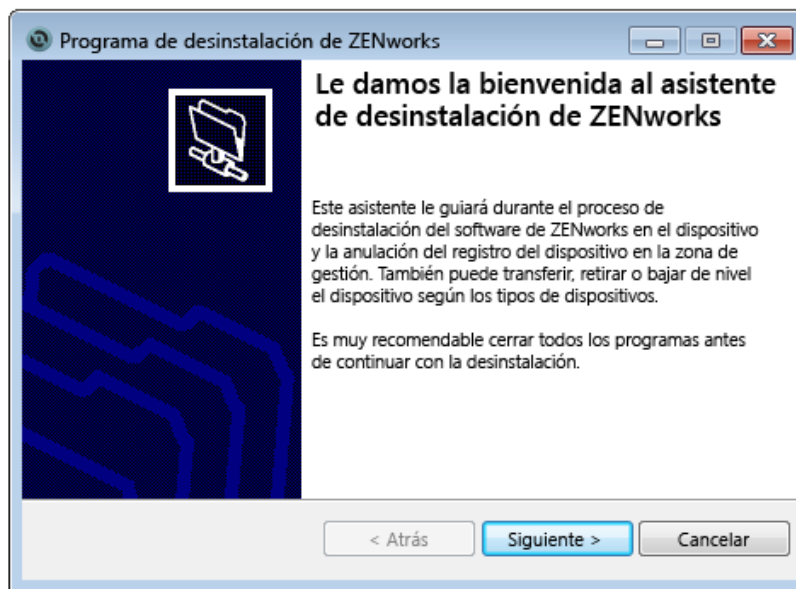 Programa de desinstalación de ZENworks
Le damos la bienvenida al asistente
de desinstalación de ZENworks
Este asistente le guiará durante el proceso de
desinstalación del software de ZENworks en el dispositivo
y la anulación del registro del dispositivo en la zona de
gestión. También puede transferir, retirar o bajar de nivel
el dispositivo según los tipos de dispositivos.
Es muy recomendable cerrar todos los programas antes
de continuar con la desinstalación.
< Atrás
Siguiente >
Cancelar